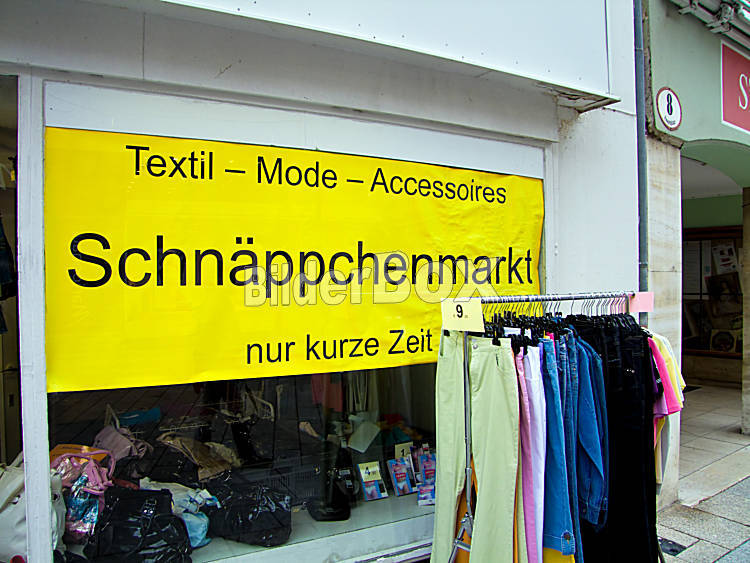 Textil – Mode – Accessoires
Schnäppchenmarkt
nur kurze Zeit
BilderBOX
9
8
S